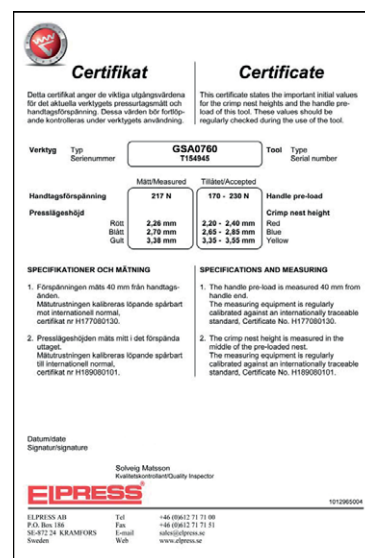 Certifikat
Certificate
Detta certifikat anger de viktiga utgångsvärdena
för det aktuella verktygets pressurtagsmått och
handtagsförspänning. Dessa värden bör fortlöp-
ande kontrolleras under verktygets användning.
This certificate states the important initial values
for the crimp nest heights and the handle pre-
load of this tool. These values should be
regularly checked during the use of the tool.
Verktyg Typ GSA0760 Tool Type
Serienummer T154945 Serial number
Mätt/Measured Tillåtet/Accepted
Handtagsförspänning 217 N 170 - 230 N Handle pre-load
Presslägeshöjd Crimp nest height
Rött 2,26 mm 2,20 - 2,40 mm Red
Blått 2,70 mm 2,65 - 2,85 mm Blue
Gult 3,38 mm 3,35 - 3,55 mm Yellow
SPECIFIKATIONER OCH MÄTNING
1. Förspänningen mäts 40 mm från handtags-
änden.
Mätutrustningen kalibreras löpande spårbart
mot internationell normal,
certifikat nr H177080130.
2. Presslägeshöjden mäts mitt i det förspända
uttaget.
Mätutrustningen kalibreras löpande spårbart
till internationell normal,
certifikat nr H189080101.
SPECIFICATIONS AND MEASURING
1. The handle pre-load is measured 40 mm from
handle end.
The measuring equipment is regularly
calibrated against an internationally traceable
standard, Certificate No. H177080130.
2. The crimp nest height is measured in the
middle of the pre-loaded nest.
The measuring equipment is regularly
calibrated against an internationally traceable
standard, Certificate No. H189080101.
Datum/date
Signatur/signature
Solveig Matsson
Kvalitetskontrollant/Quality Inspector
ELPRESS
1012965004
ELPRESS AB Tel +46 (0)612 71 71 00
P.O. Box 186 Fax +46 (0)612 71 71 51
SE-872 24 KRAMFORS E-mail sales@elpress.se
Sweden Web www.elpress.se